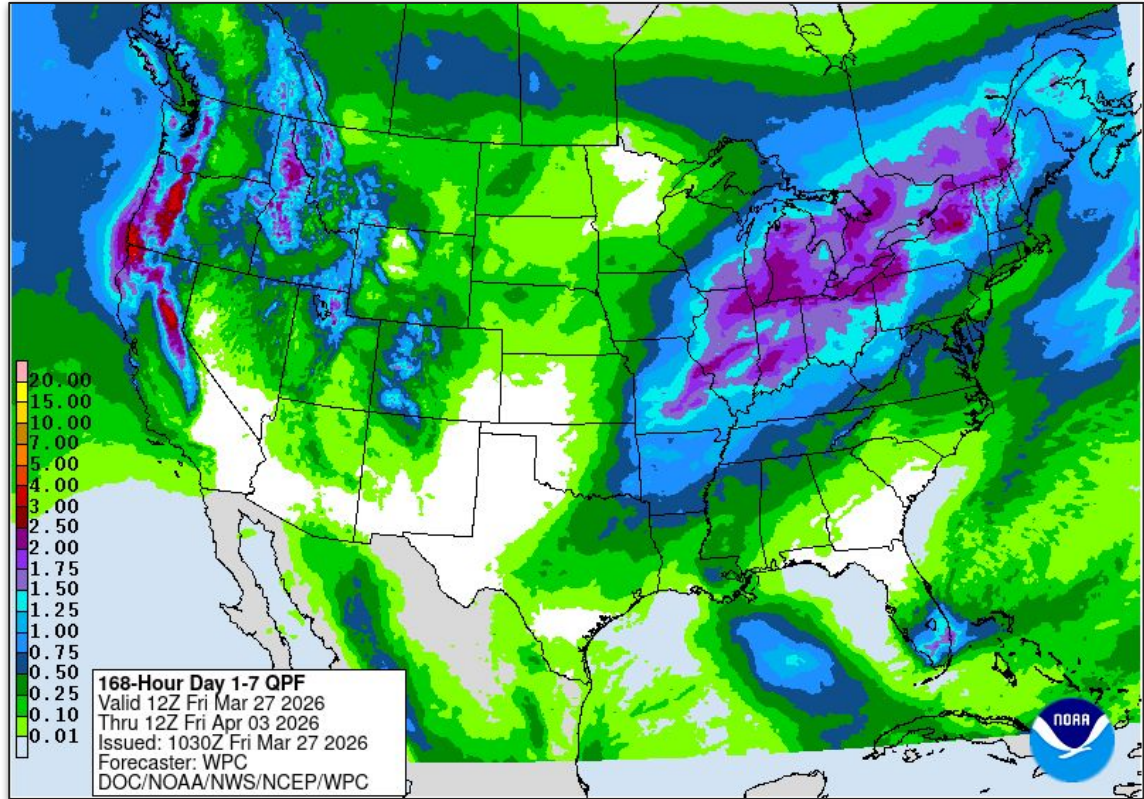 20.00
15.00
10.00
7.00
5.00
4.00
3.00
2.50
2.00
1.75
1.50
1.25
1.00
0.75
0.50
0.25
0.10
0.01
168-Hour Day 1-7 QPF
Valid 12Z Fri Mar 27 2026
Thru 12Z Fri Apr 03 2026
Issued: 1030Z Fri Mar 27 2026
Forecaster: WPC
DOC/NOAA/NWS/NCEP/WPC
NOAA